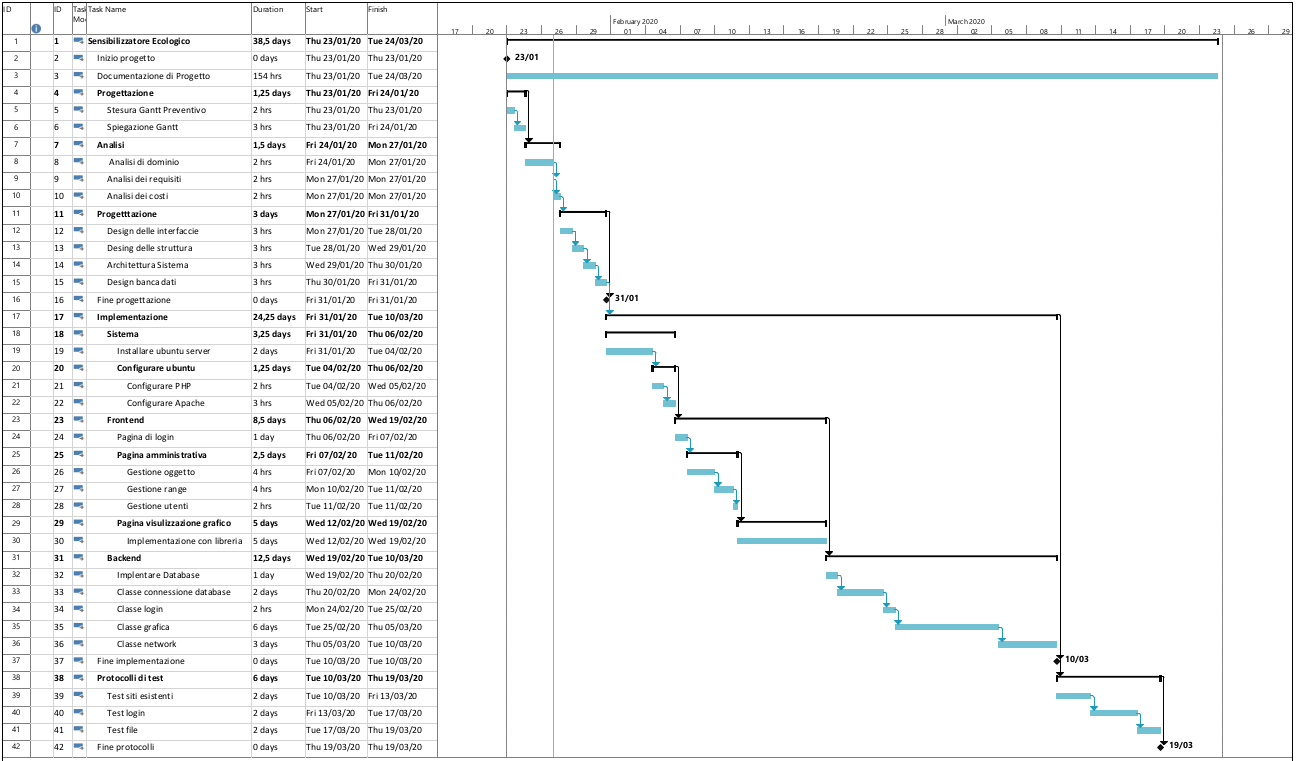 ID ID Task Mo Task Name Duration Start Finish
February 2020 March 2020
17 20 23 26 29 01 04 07 10 13 16 19 22 25 28 02 05 08 11 14 17 20 23 26 29
1 1 Sensibilizzatore Ecologico 38,5 days Thu 23/01/20 Tue 24/03/20
2 2 Inizio progetto 0 days Thu 23/01/20 Thu 23/01/20 23/01
3 3 Documentazione di Progetto 154 hrs Thu 23/01/20 Tue 24/03/20
4 4 Progettazione 1,25 days Thu 23/01/20 Fri 24/01/20
5 5 Stesura Gantt Preventivo 2 hrs Thu 23/01/20 Thu 23/01/20
6 6 Spiegazione Gantt 3 hrs Thu 23/01/20 Fri 24/01/20
7 7 Analisi 1,5 days Fri 24/01/20 Mon 27/01/20
8 8 Analisi di dominio 2 hrs Fri 24/01/20 Mon 27/01/20
9 9 Analisi dei requisiti 2 hrs Mon 27/01/20 Mon 27/01/20
10 10 Analisi dei costi 2 hrs Mon 27/01/20 Mon 27/01/20
11 11 Progetttazione 3 days Mon 27/01/20 Fri 31/01/20
12 12 Design delle interfaccie 3 hrs Mon 27/01/20 Tue 28/01/20
13 13 Desing delle struttura 3 hrs Tue 28/01/20 Wed 29/01/20
14 14 Architettura Sistema 3 hrs Wed 29/01/20 Thu 30/01/20
15 15 Design banca dati 3 hrs Thu 30/01/20 Fri 31/01/20
16 16 Fine progettazione 0 days Fri 31/01/20 Fri 31/01/20 31/01
17 17 Implementazione 24,25 days Fri 31/01/20 Tue 10/03/20
18 18 Sistema 3,25 days Fri 31/01/20 Thu 06/02/20
19 19 Installare ubuntu server 2 days Fri 31/01/20 Tue 04/02/20
20 20 Configurare ubuntu 1,25 days Tue 04/02/20 Thu 06/02/20
21 21 Configurare PHP 2 hrs Tue 04/02/20 Wed 05/02/20
22 22 Configurare Apache 3 hrs Wed 05/02/20 Thu 06/02/20
23 23 Frontend 8,5 days Thu 06/02/20 Wed 19/02/20
24 24 Pagina di login 1 day Thu 06/02/20 Fri 07/02/20
25 25 Pagina amministrativa 2,5 days Fri 07/02/20 Tue 11/02/20
26 26 Gestione oggetto 4 hrs Fri 07/02/20 Mon 10/02/20
27 27 Gestione range 4 hrs Mon 10/02/20 Tue 11/02/20
28 28 Gestione utenti 2 hrs Tue 11/02/20 Tue 11/02/20
29 29 Pagina visulizzazione grafico 5 days Wed 12/02/20 Wed 19/02/20
30 30 Implementazione con libreria 5 days Wed 12/02/20 Wed 19/02/20
31 31 Backend 12,5 days Wed 19/02/20 Tue 10/03/20
32 32 Implentare Database 1 day Wed 19/02/20 Thu 20/02/20
33 33 Classe connessione database 2 days Thu 20/02/20 Mon 24/02/20
34 34 Classe login 2 hrs Mon 24/02/20 Tue 25/02/20
35 35 Classe grafica 6 days Tue 25/02/20 Thu 05/03/20
36 36 Classe network 3 days Thu 05/03/20 Tue 10/03/20
37 37 Fine implementazione 0 days Tue 10/03/20 Tue 10/03/20 10/03
38 38 Protocolli di test 6 days Tue 10/03/20 Thu 19/03/20
39 39 Test siti esistenti 2 days Tue 10/03/20 Fri 13/03/20
40 40 Test login 2 days Fri 13/03/20 Tue 17/03/20
41 41 Test file 2 days Tue 17/03/20 Thu 19/03/20
42 42 Fine protocolli 0 days Thu 19/03/20 Thu 19/03/20 19/03